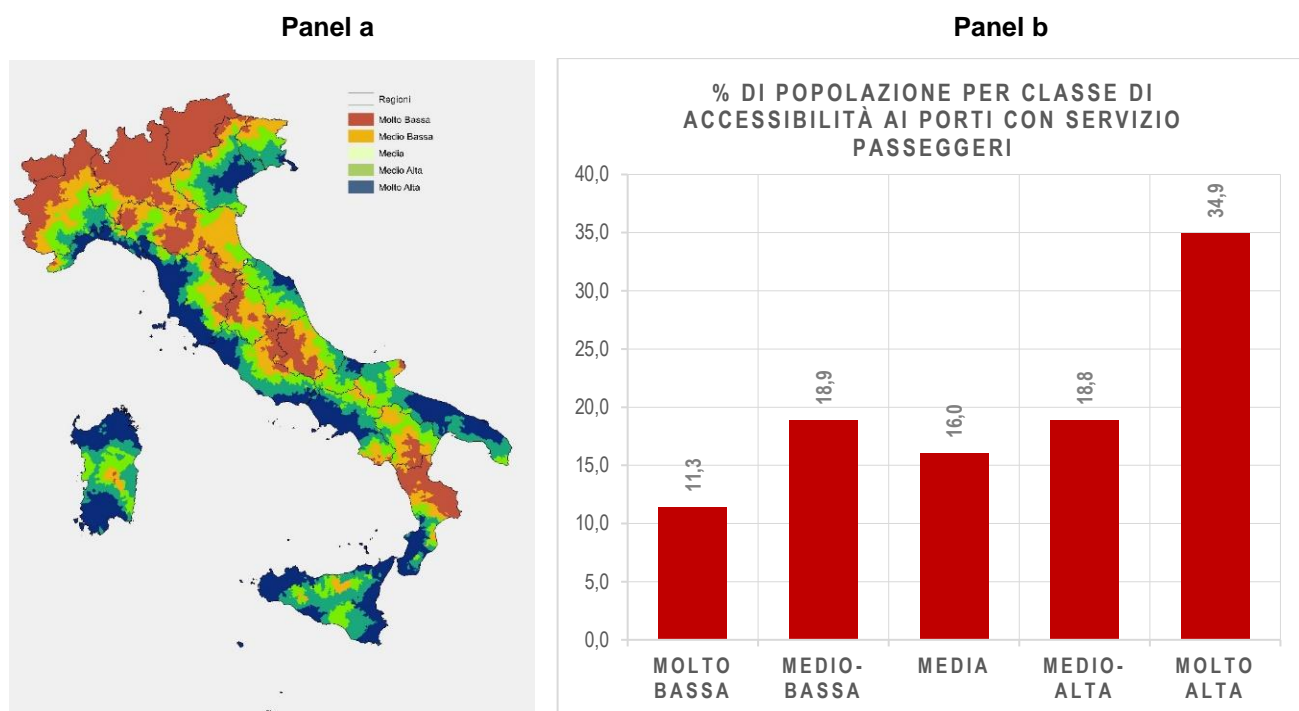 Panel a
Regioni
Molto Bassa
Medio Bassa
Media
Medio Alta
Molto Alta
Panel b
% DI POPOLAZIONE PER CLASSE DI
ACCESSIBILITÀ AI PORTI CON SERVIZIO
PASSEGGERI
40,0
35,0
30,0
25,0
20,0
15,0
10,0
5,0
0,0
11,3
18,9
16,0
18,8
34,9
MOLTO
BASSA
MEDIO-
BASSA
MEDIA
MEDIO-
ALTA
MOLTO
ALTA